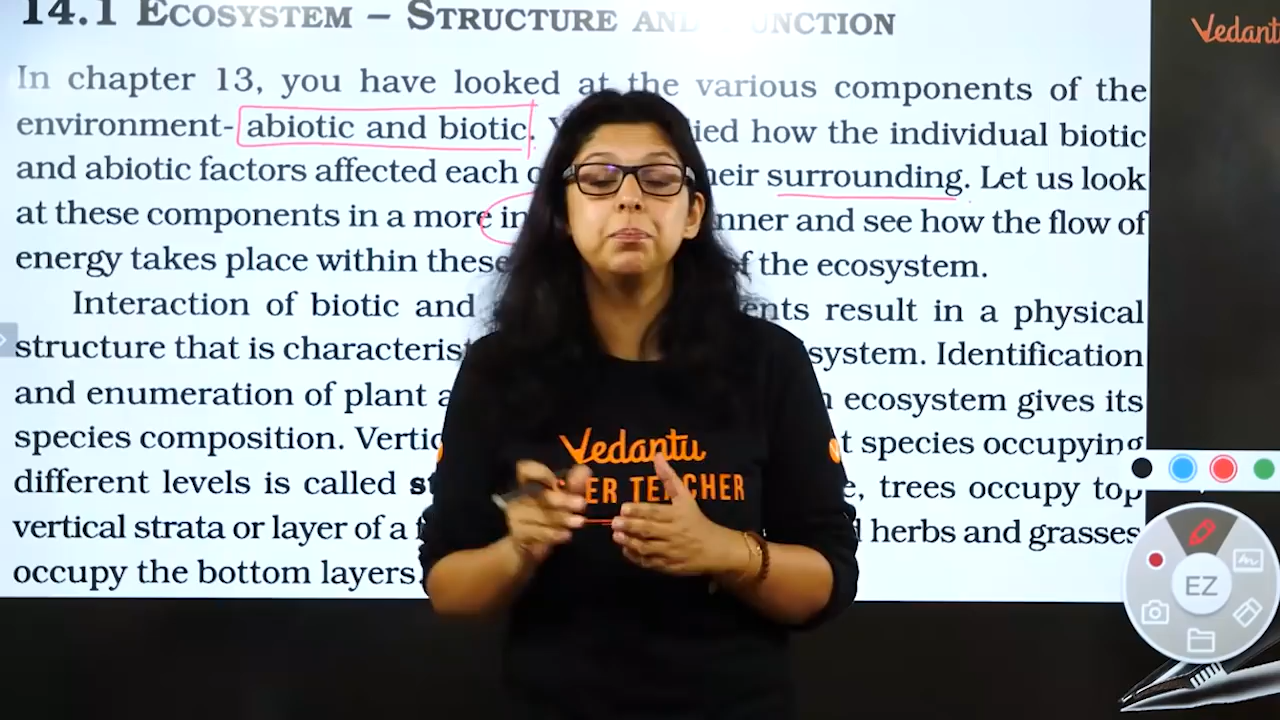 14.1 ECOSYSTEM – STRUCTURE AND FUNCTION
Vedant
In chapter 13, you have looked at the various components of the
environment- abiotic and biotic. ied how the individual biotic
and abiotic factors affected each heir surrounding. Let us look
at these components in a more in nner and see how the flow of
energy takes place within these of the ecosystem.
Interaction of biotic and ents result in a physical
structure that is characterist system. Identification
and enumeration of plant a n ecosystem gives its
species composition. Vertic t species occupying
different levels is called st e, trees occupy top
vertical strata or layer of a f d herbs and grasses
occupy the bottom layers.
Vedantu
ER TEACHER
EZ